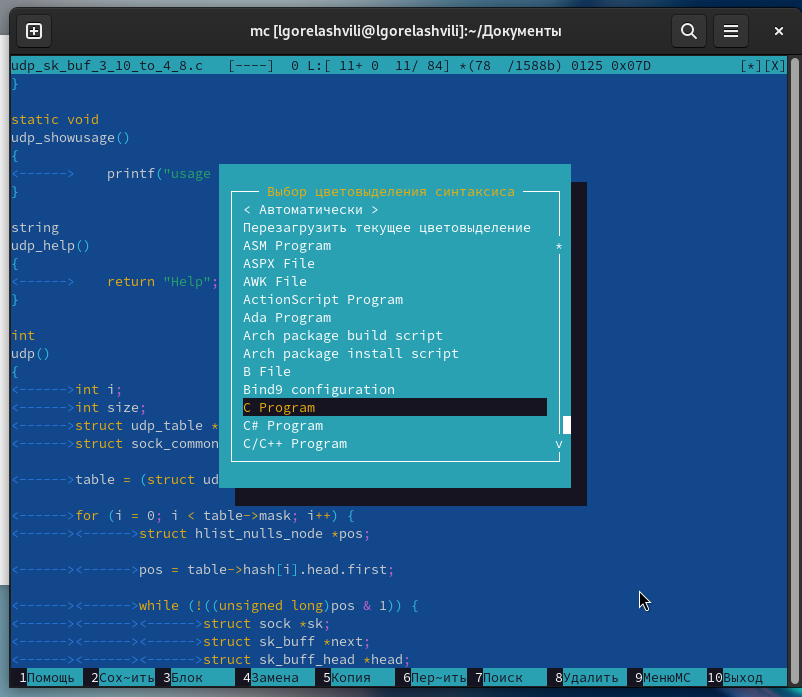 mc [lgorelashvili@lgorelashvili]:~/Документы
udp_sk_buf_3_10_to_4_8.c   [----]  0 L:[ 11+ 0  11/ 84] *(78  /1588b) 0125 0x07D           [*][X]
}
static void
udp_showusage()
{
<------>    printf("usage
}
string
udp_help()
{
<------>    return "Help";
}
int
udp()
{
<------>int i;
<------>int size;
<------>struct udp_table *
<------>struct sock_common
<------>table = (struct ud
<------>for (i = 0; i < table->mask; i++) {
<------><------>struct hlist_nulls_node *pos;
<------><------>pos = table->hash[i].head.first;
<------><------>while (!((unsigned long)pos & 1)) {
<------><------><------>struct sock *sk;
<------><------><------>struct sk_buff *next;
<------><------><------>struct sk_buff_head *head;
Выбор цветовыделения синтаксиса
< Автоматически >
Перезагрузить текущее цветовыделение
ASM Program
ASPX File
AWK File
ActionScript Program
Ada Program
Arch package build script
Arch package install script
B File
Bind9 configuration
C Program
C# Program
C/C++ Program
1Помощь 2Сох~ить 3Блок 4Замена 5Копия 6Пер~ить 7Поиск 8Удалить 9МенюMC 10Выход